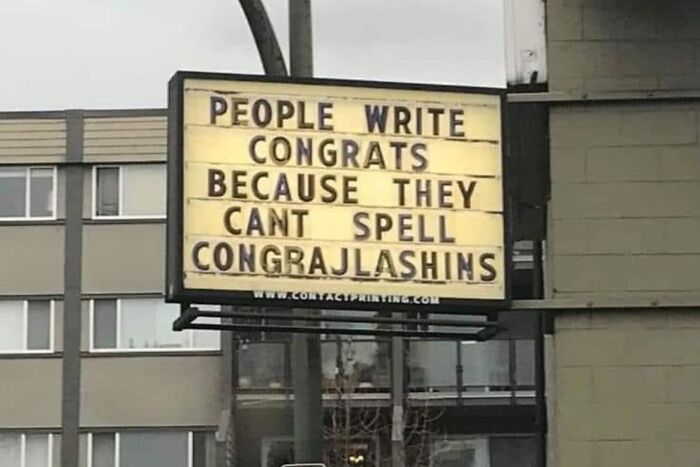 PEOPLE WRITE
CONGRATS
BECAUSE THEY
CANT SPELL
CONGRAJLASHINS
WWW.CONTACTPRINTING.COM